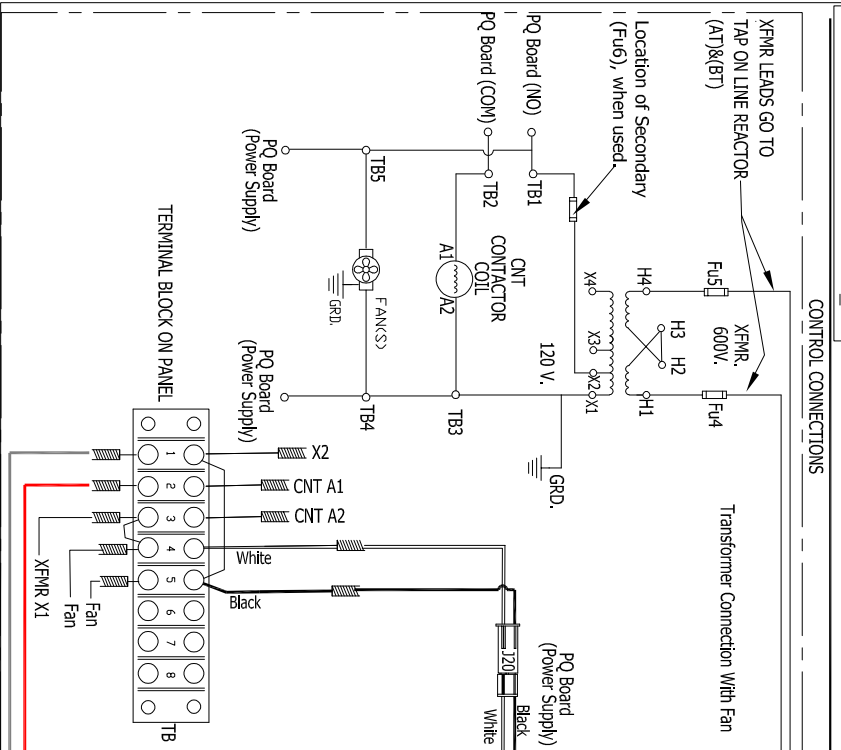 CONTROL CONNECTIONS
Transformer Connection With Fan
XFMR LEADS GO TO
TAP ON LINE REACTOR
(AT)&(BT)
Fu5
Fu4
XFMR.
600V.
H4
H3
H2
H1
Location of Secondary
(Fu6), when used.
X4
X3
X2
X1
120 V.
GRD.
PQ Board (NO)
PQ Board (COM)
TB1
TB2
CNT
CONTACTOR
COIL
A1
A2
TB3
TB5
FAN(S)
GRD.
TB4
PQ Board
(Power Supply)
PQ Board
(Power Supply)
TERMINAL BLOCK ON PANEL
1
2
3
4
5
6
7
8
TB
X2
CNT A1
CNT A2
White
Black
XFMR X1
Fan
Fan
PQ Board
(Power Supply)
J20
Black
White